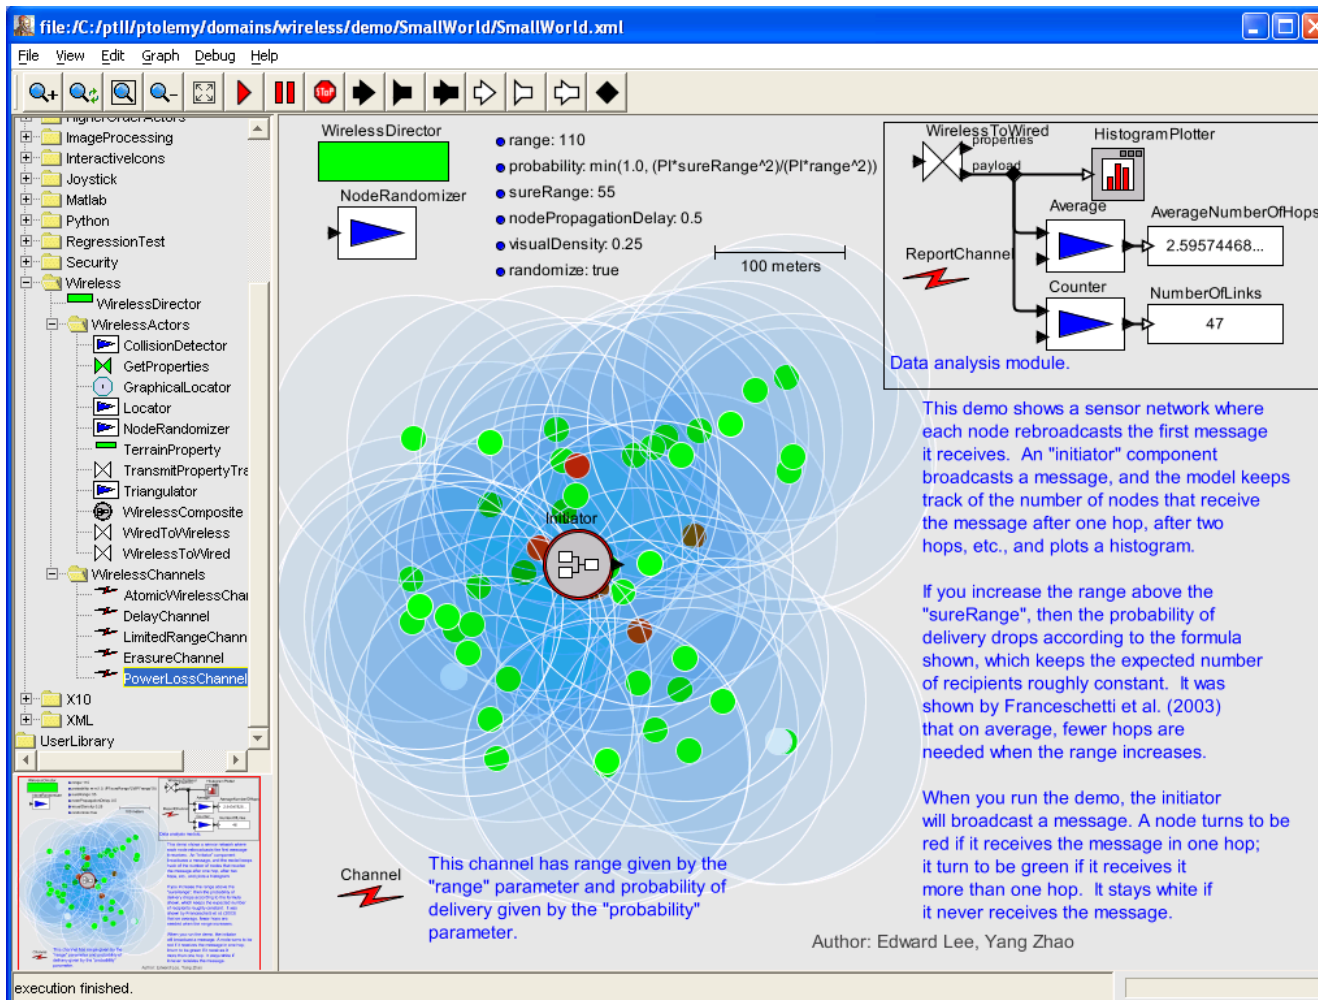 file:/C:/ptII/ptolemy/domains/wireless/demo/SmallWorld/SmallWorld.xml
File View Edit Graph Debug Help
STOP
HigherOrderActors
ImageProcessing
InteractiveIcons
Joystick
Matlab
Python
RegressionTest
Security
Wireless
WirelessDirector
WirelessActors
CollisionDetector
GetProperties
GraphicalLocator
Locator
NodeRandomizer
TerrainProperty
TransmitPropertyTra
Triangulator
WirelessComposite
WiredToWireless
WirelessToWired
WirelessChannels
AtomicWirelessChar
DelayChannel
LimitedRangeChann
ErasureChannel
PowerLossChannel
X10
XML
UserLibrary
WirelessDirector
NodeRandomizer
range: 110
probability: min(1.0, (PI*sureRange^2)/(PI*range^2))
sureRange: 55
nodePropagationDelay: 0.5
visualDensity: 0.25
randomize: true
100 meters
WirelessToWired
properties
payload
HistogramPlotter
Average
AverageNumberOfHops
2.59574468...
ReportChannel
Counter
NumberOfLinks
47
Data analysis module.
Initiator
This demo shows a sensor network where
each node rebroadcasts the first message
it receives. An "initiator" component
broadcasts a message, and the model keeps
track of the number of nodes that receive
the message after one hop, after two
hops, etc., and plots a histogram.
If you increase the range above the
"sureRange", then the probability of
delivery drops according to the formula
shown, which keeps the expected number
of recipients roughly constant. It was
shown by Franceschetti et al. (2003)
that on average, fewer hops are
needed when the range increases.
When you run the demo, the initiator
will broadcast a message. A node turns to be
red if it receives the message in one hop;
it turn to be green if it receives it
more than one hop. It stays white if
it never receives the message.
Channel
This channel has range given by the
"range" parameter and probability of
delivery given by the "probability"
parameter.
Author: Edward Lee, Yang Zhao
execution finished.